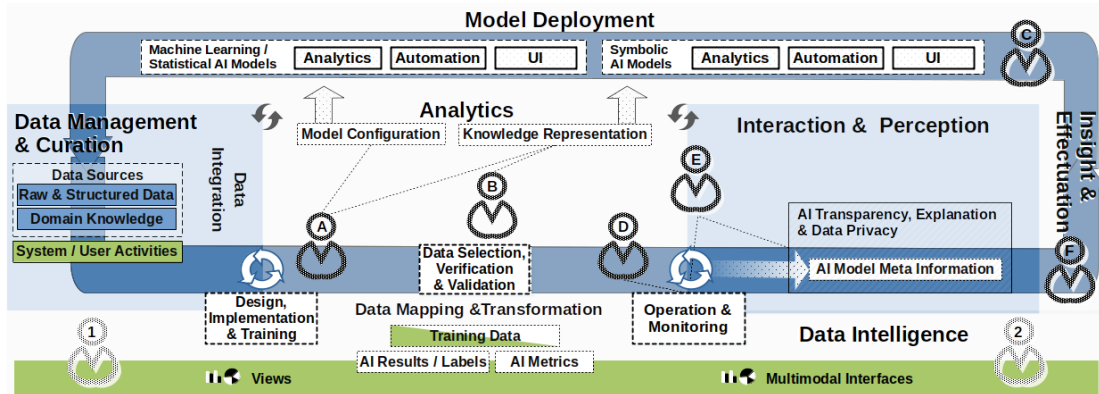 Model Deployment
Machine Learning /
Statistical AI Models
Analytics
Automation
UI
Symbolic
AI Models
Analytics
Automation
UI
C
Data Management
& Curation
Analytics
Model Configuration
Knowledge Representation
Interaction & Perception
Insight &
Effectuation
Data Sources
Raw & Structured Data
Domain Knowledge
System / User Activities
Data
Integration
A
B
D
E
F
AI Transparency, Explanation
& Data Privacy
AI Model Meta Information
Data Selection,
Verification
& Validation
Design,
Implementation
& Training
Data Mapping &Transformation
Training Data
AI Results / Labels
AI Metrics
Operation &
Monitoring
Data Intelligence
1
2
Views
Multimodal Interfaces